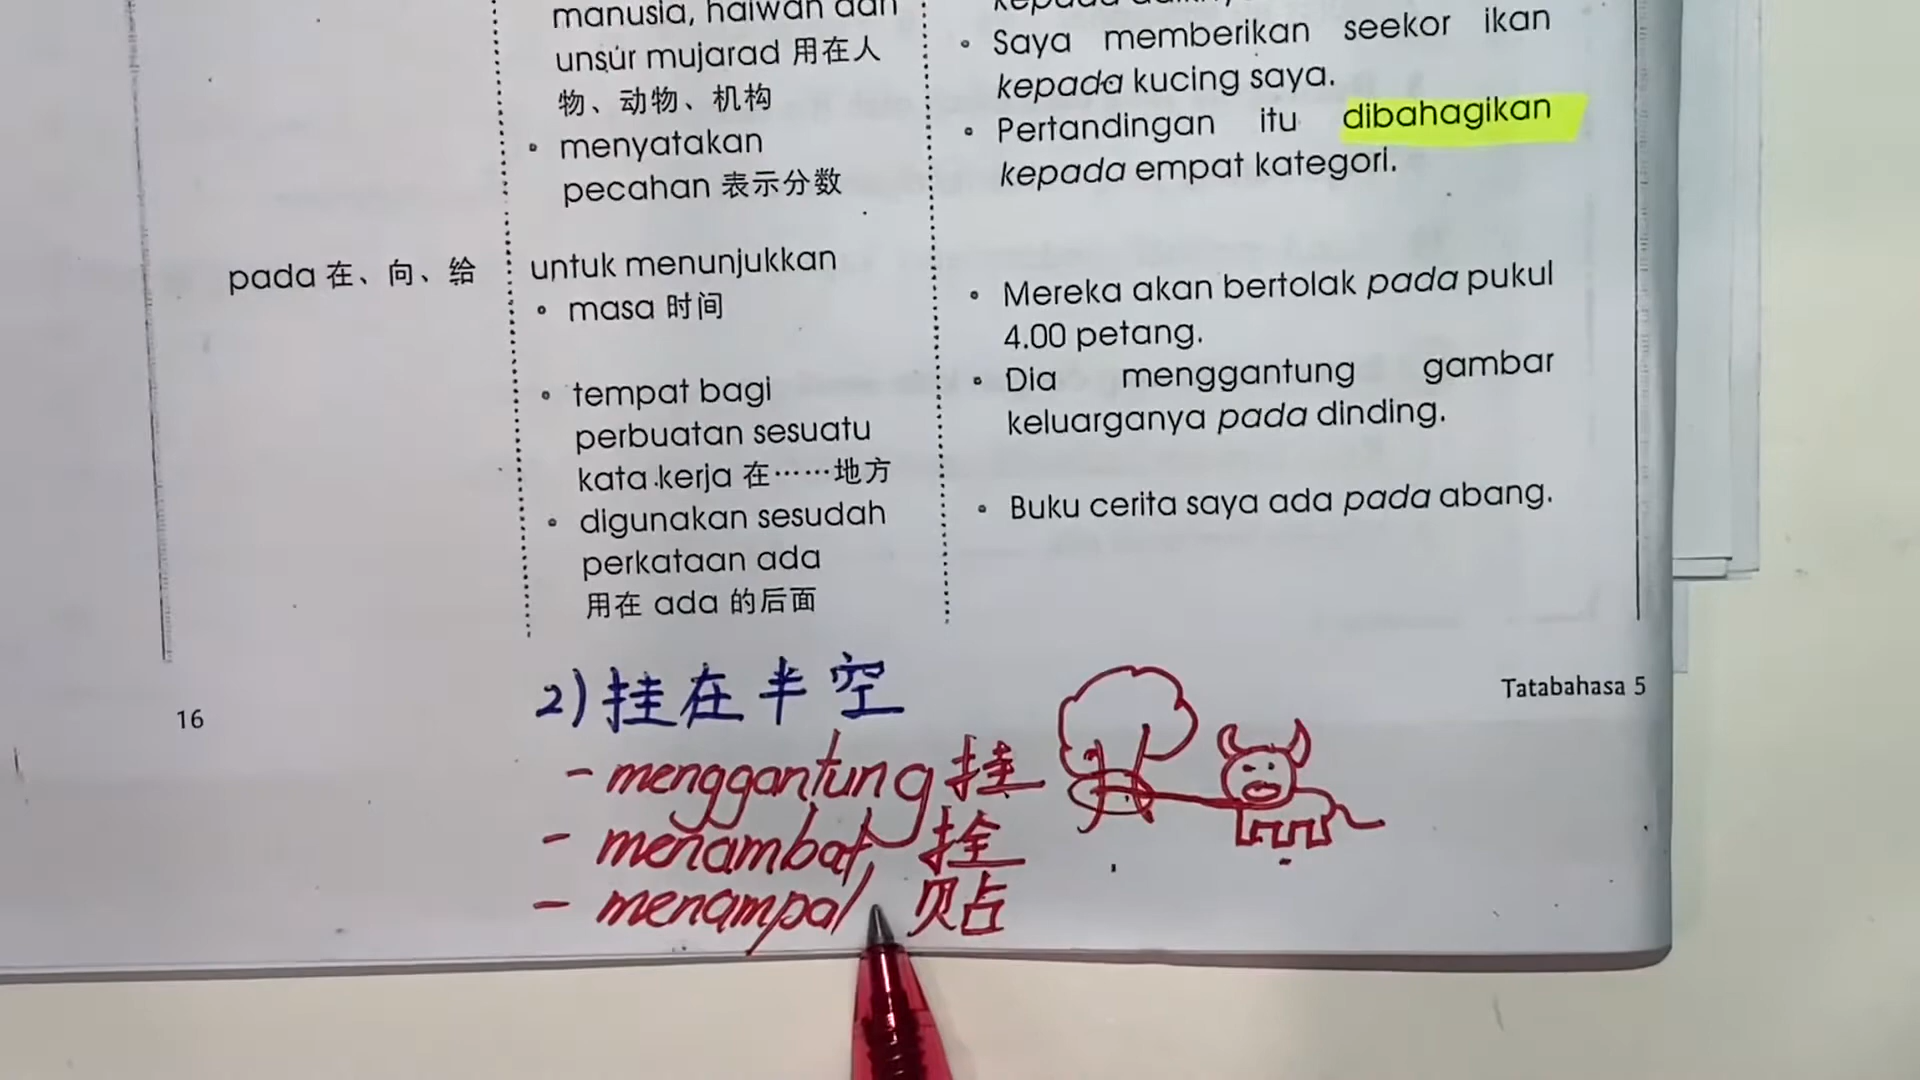 manusia, haiwan dan
unsur mujarad 用在人
物、动物、机构
menyatakan
pecahan 表示分数
Saya memberikan seekor ikan
kepada kucing saya.
Pertandingan itu dibahagikan
kepada empat kategori.
pada 在、向、给
untuk menunjukkan
masa 时间
tempat bagi
perbuatan sesuatu
kata kerja 在……地方
digunakan sesudah
perkataan ada
用在 ada 的后面
Mereka akan bertolak pada pukul
4.00 petang.
Dia menggantung gambar
keluarganya pada dinding.
Buku cerita saya ada pada abang.
16
Tatabahasa 5
2) 挂在半空
- menggantung 挂
- menambat 拴
- menampal 贴